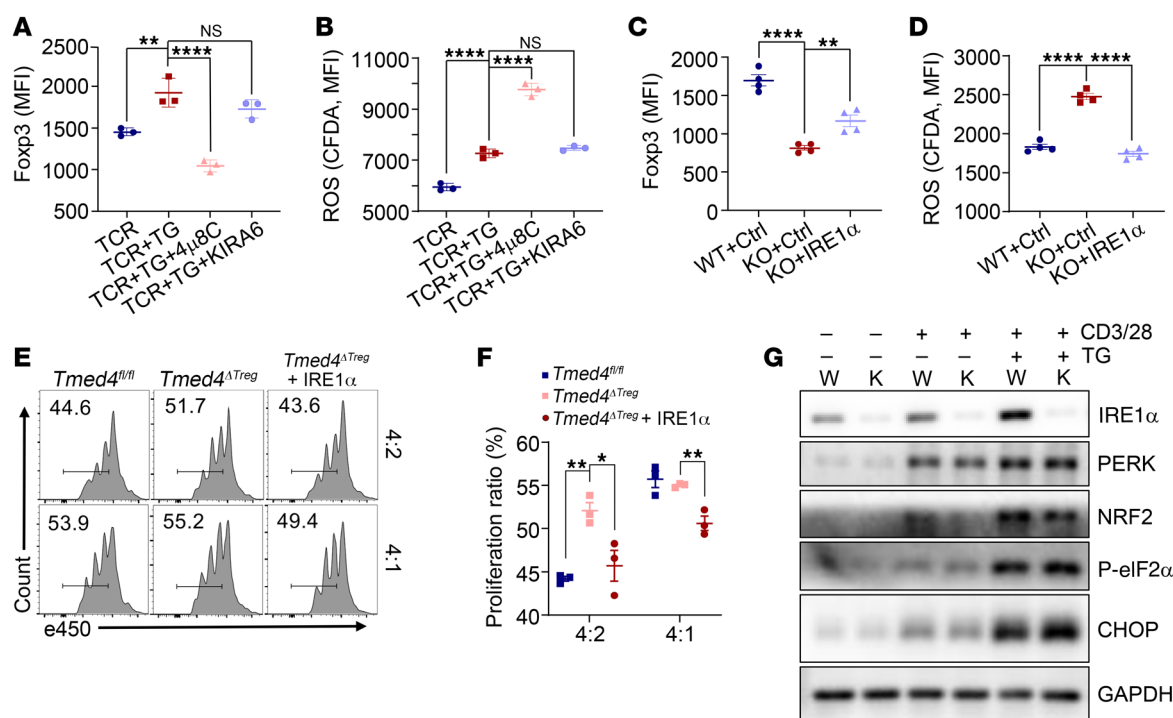 A
Foxp3 (MFI)
2500
2000
1500
1000
500
**
NS
****
TCR
TCR+TG
TCR+TG+4μ8C
TCR+TG+KIRA6
B
ROS (CFDA, MFI)
11000
9000
7000
5000
****
NS
****
TCR
TCR+TG
TCR+TG+4μ8C
TCR+TG+KIRA6
C
Foxp3 (MFI)
2000
1500
1000
500
0
**** **
WT+Ctrl
KO+Ctrl
KO+IRE1α
D
ROS (CFDA, MFI)
3000
2500
2000
1500
1000
**** ****
WT+Ctrl
KO+Ctrl
KO+IRE1α
E
Tmed4fl/fl
Tmed4ΔTreg
Tmed4ΔTreg
+ IRE1α
44.6 51.7 43.6
4:2
53.9 55.2 49.4
4:1
Count
e450
F
Tmed4fl/fl
Tmed4ΔTreg
Tmed4ΔTreg + IRE1α
Proliferation ratio (%)
60
55
50
45
40
** * **
4:2 4:1
G
– – + + + + CD3/28
– – – – + + TG
W K W K W K
IRE1α
PERK
NRF2
P-eIF2α
CHOP
GAPDH